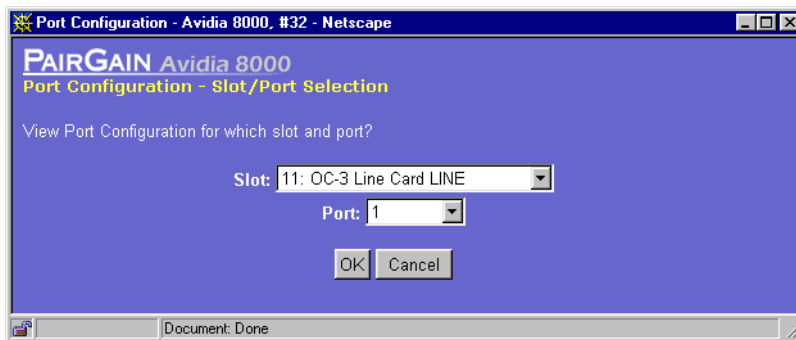 Port Configuration - Avidia 8000, #32 - Netscape
PAIRGAIN Avidia 8000
Port Configuration - Slot/Port Selection
View Port Configuration for which slot and port?
Slot: 11: OC-3 Line Card LINE
Port: 1
OK Cancel
Document: Done